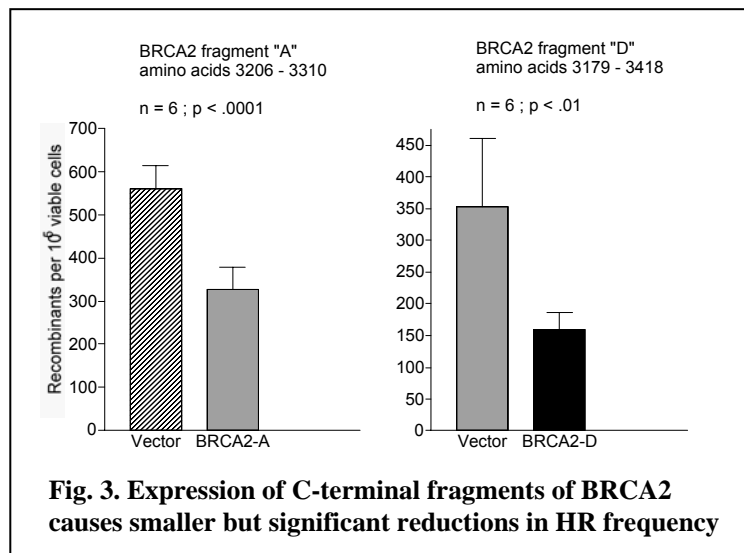 BRCA2 fragment "A"
amino acids 3206 - 3310
n = 6 ; p < .0001
Recombinants per 10⁶ viable cells
700
600
500
400
300
200
100
0
Vector BRCA2-A
BRCA2 fragment "D"
amino acids 3179 - 3418
n = 6 ; p < .01
450
400
350
300
250
200
150
100
50
0
Vector BRCA2-D
Fig. 3. Expression of C-terminal fragments of BRCA2
causes smaller but significant reductions in HR frequency